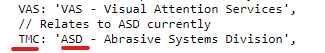 VAS: 'VAS - Visual Attention Services',
// Relates to ASD currently
TMC: 'ASD - Abrasive Systems Division',